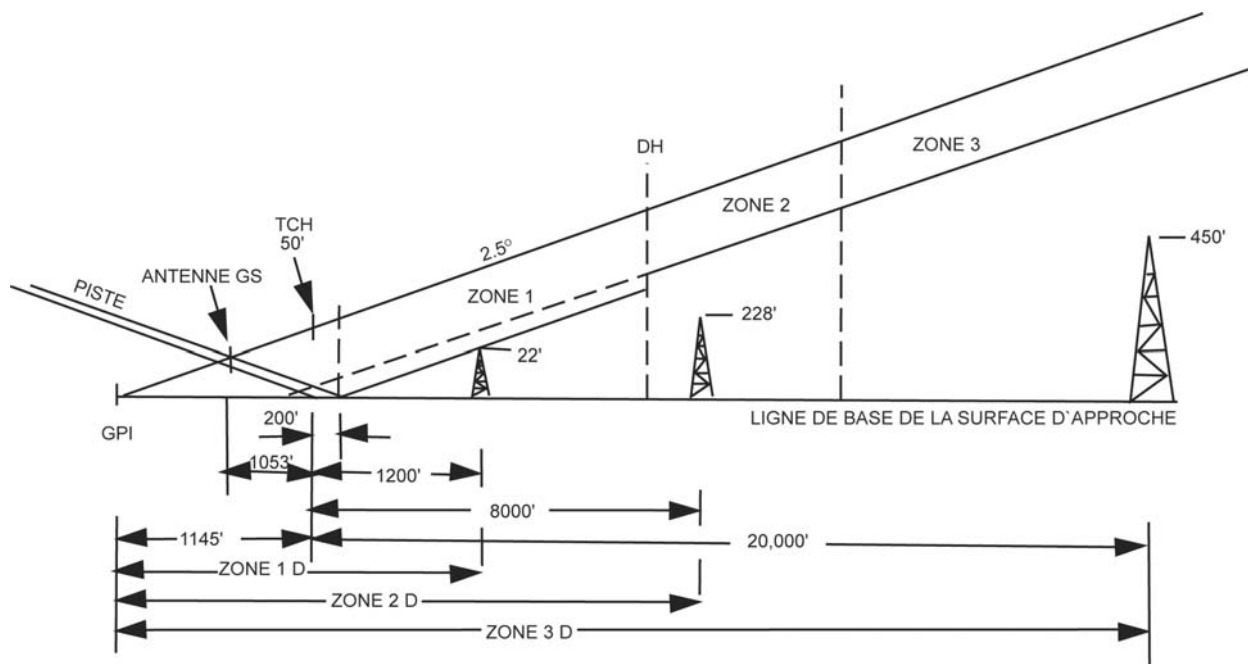 ZONE 3
DH
ZONE 2
TCH
50'
2.5°
450'
ANTENNE GS
PISTE
ZONE 1
228'
22'
LIGNE DE BASE DE LA SURFACE D`APPROCHE
GPI
200'
1053'
1200'
8000'
1145'
20,000'
ZONE 1 D
ZONE 2 D
ZONE 3 D